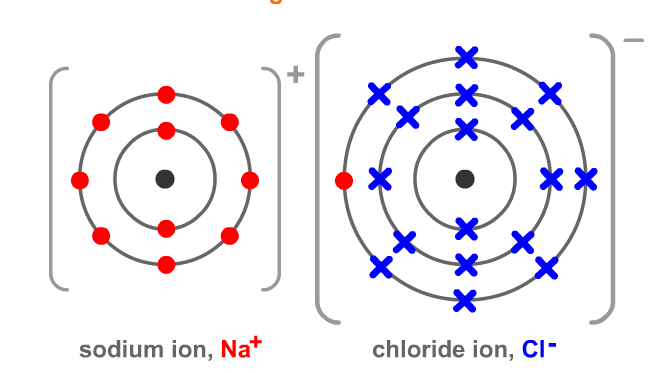 +
−
sodium ion, Na+
chloride ion, Cl-